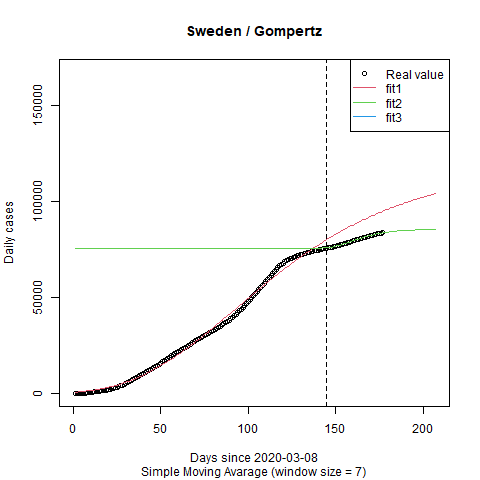 Sweden / Gompertz
Real value
fit1
fit2
fit3
Daily cases
150000
100000
50000
0
0 50 100 150 200
Days since 2020-03-08
Simple Moving Avarage (window size = 7)